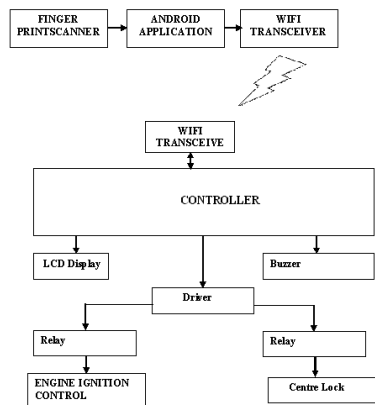 FINGER
PRINTSCANNER
ANDROID
APPLICATION
WIFI
TRANSCEIVER
WIFI
TRANSCEIVE
CONTROLLER
LCD Display
Buzzer
Driver
Relay
Relay
ENGINE IGNITION
CONTROL
Centre Lock